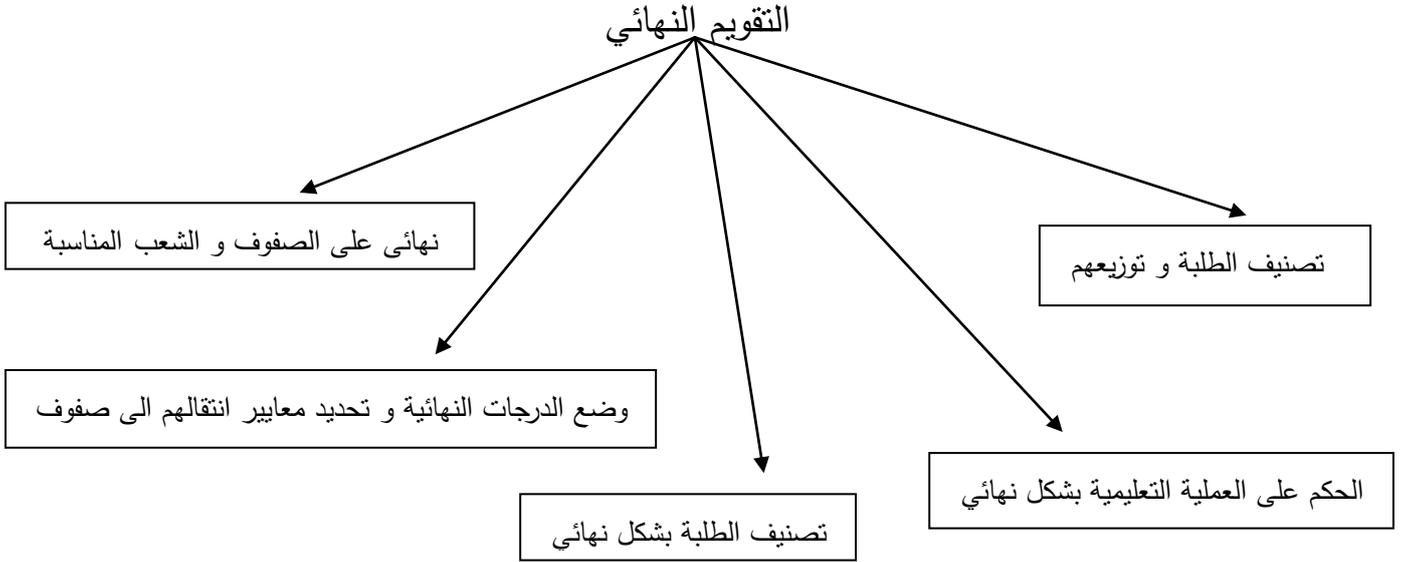 التقويم النهائي
تصنيف الطلبة و توزيعهم
نهائى على الصفوف و الشعب المناسبة
وضع الدرجات النهائية و تحديد معايير انتقالهم الى صفوف
الحكم على العملية التعليمية بشكل نهائي
تصنيف الطلبة بشكل نهائي